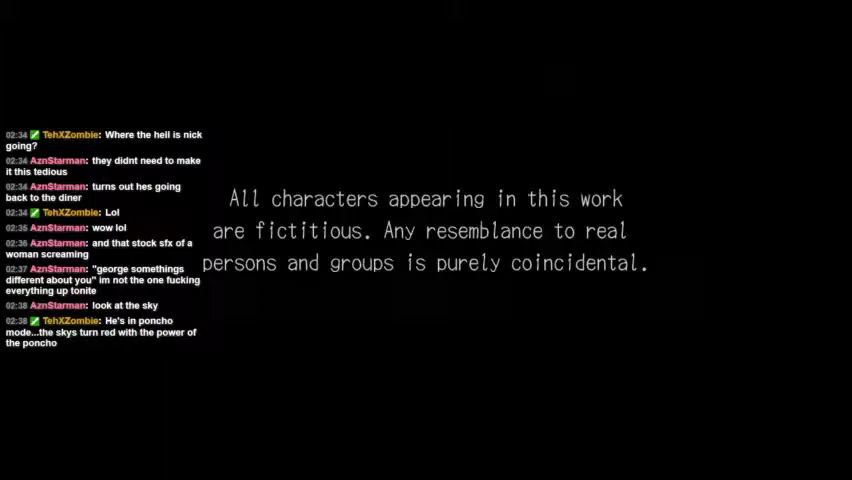 02:34 TehXZombie: Where the hell is nick
going?
02:34 AznStarman: they didnt need to make
it this tedious
02:34 AznStarman: turns out hes going
back to the diner
02:34 TehXZombie: Lol
02:35 AznStarman: wow lol
02:36 AznStarman: and that stock sfx of a
woman screaming
02:37 AznStarman: "george somethings
different about you" im not the one fucking
everything up tonite
02:38 AznStarman: look at the sky
02:38 TehXZombie: He's in poncho
mode...the skys turn red with the power of
the poncho
All characters appearing in this work
are fictitious. Any resemblance to real
persons and groups is purely coincidental.